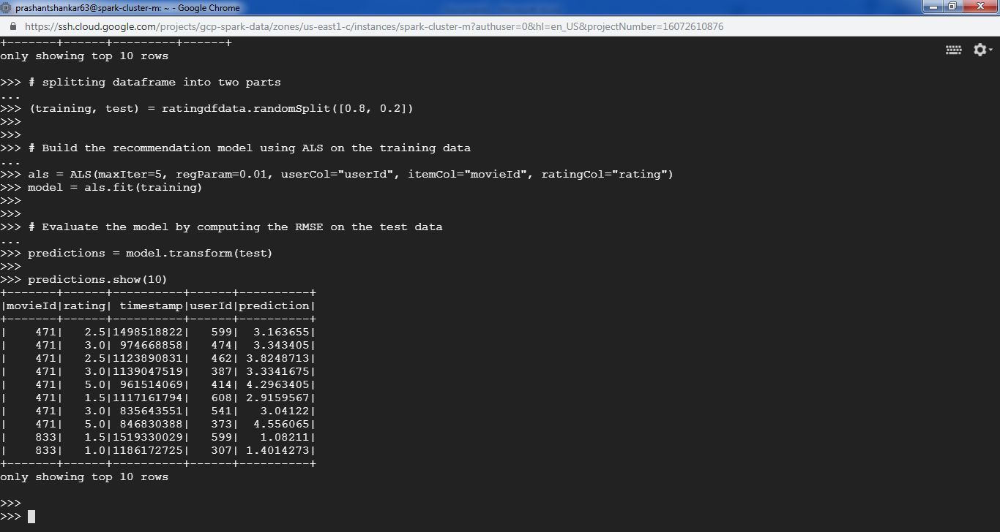 prashantshankar63@spark-cluster-m: ~ - Google Chrome
https://ssh.cloud.google.com/projects/gcp-spark-data/zones/us-east1-c/instances/spark-cluster-m?authuser=0&hl=en_US&projectNumber=16072610876
+-------+------+---------+------+
only showing top 10 rows
>>> # splitting dataframe into two parts
...
>>> (training, test) = ratingdfdata.randomSplit([0.8, 0.2])
>>>
>>>
>>> # Build the recommendation model using ALS on the training data
...
>>> als = ALS(maxIter=5, regParam=0.01, userCol="userId", itemCol="movieId", ratingCol="rating")
>>> model = als.fit(training)
>>>
>>>
>>> # Evaluate the model by computing the RMSE on the test data
...
>>> predictions = model.transform(test)
>>>
>>> predictions.show(10)
+-------+------+----------+------+----------+
|movieId|rating| timestamp|userId|prediction|
+-------+------+----------+------+----------+
|    471|   2.5|1498518822|   599|  3.163655|
|    471|   3.0| 974668858|   474|  3.343405|
|    471|   2.5|1123890831|   462| 3.8248713|
|    471|   3.0|1139047519|   387| 3.3341675|
|    471|   5.0| 961514069|   414| 4.2963405|
|    471|   1.5|1117161794|   608| 2.9159567|
|    471|   3.0| 835643551|   541|   3.04122|
|    471|   5.0| 846830388|   373|  4.556065|
|    833|   1.5|1519330029|   599|   1.08211|
|    833|   1.0|1186172725|   307| 1.4014273|
+-------+------+----------+------+----------+
only showing top 10 rows
>>>
>>>